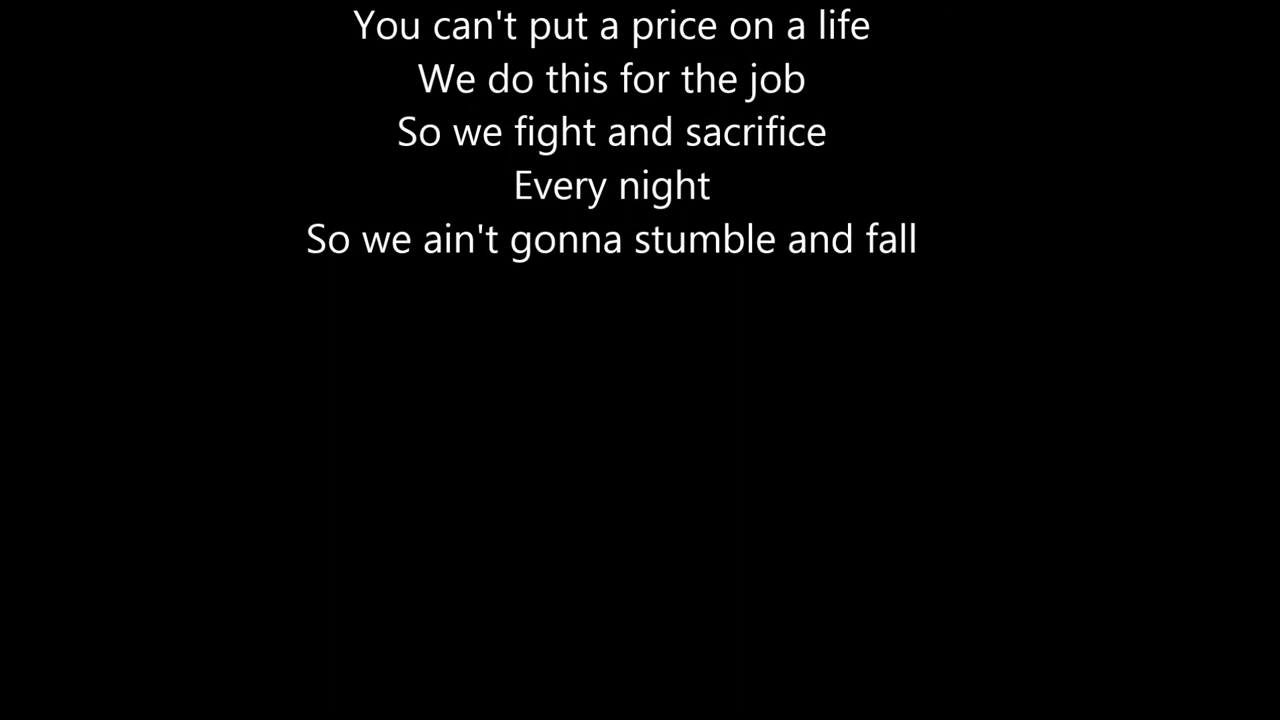 You can't put a price on a life
We do this for the job
So we fight and sacrifice
Every night
So we ain't gonna stumble and fall